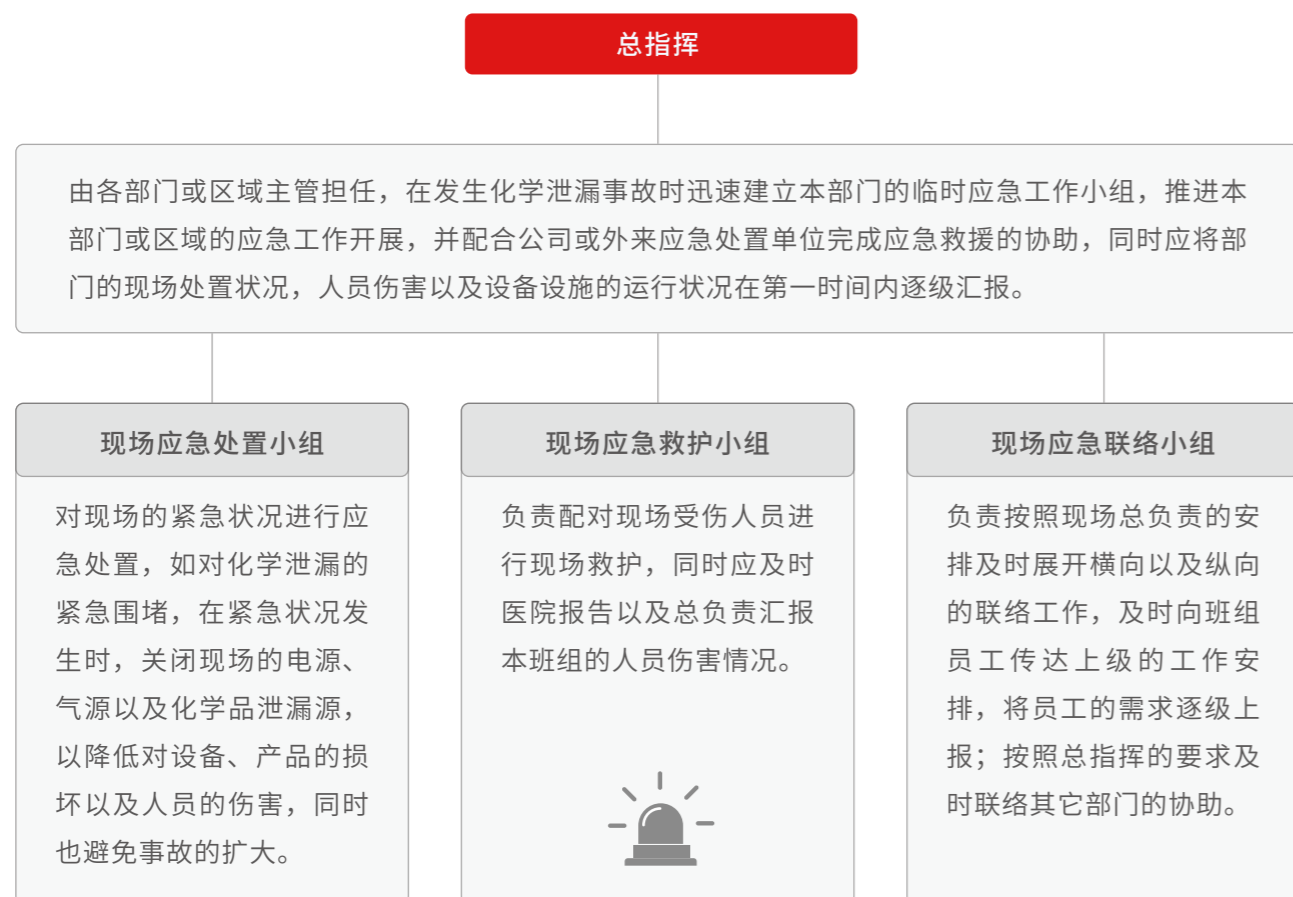 总指挥
由各部门或区域主管担任，在发生化学泄漏事故时迅速建立本部门的临时应急工作小组，推进本
部门或区域的应急工作开展，并配合公司或外来应急处置单位完成应急救援的协助，同时应将部
门的现场处置状况，人员伤害以及设备设施的运行状况在第一时间内逐级汇报。
现场应急处置小组
对现场的紧急状况进行应
急处置，如对化学泄漏的
紧急围堵，在紧急状况发
生时，关闭现场的电源、
气源以及化学品泄漏源，
以降低对设备、产品的损
坏以及人员的伤害，同时
也避免事故的扩大。
现场应急救护小组
负责配对现场受伤人员进
行现场救护，同时应及时
医院报告以及总负责汇报
本班组的人员伤害情况。
现场应急联络小组
负责按照现场总负责的安
排及时展开横向以及纵向
的联络工作，及时向班组
员工传达上级的工作安
排，将员工的需求逐级上
报；按照总指挥的要求及
时联络其它部门的协助。